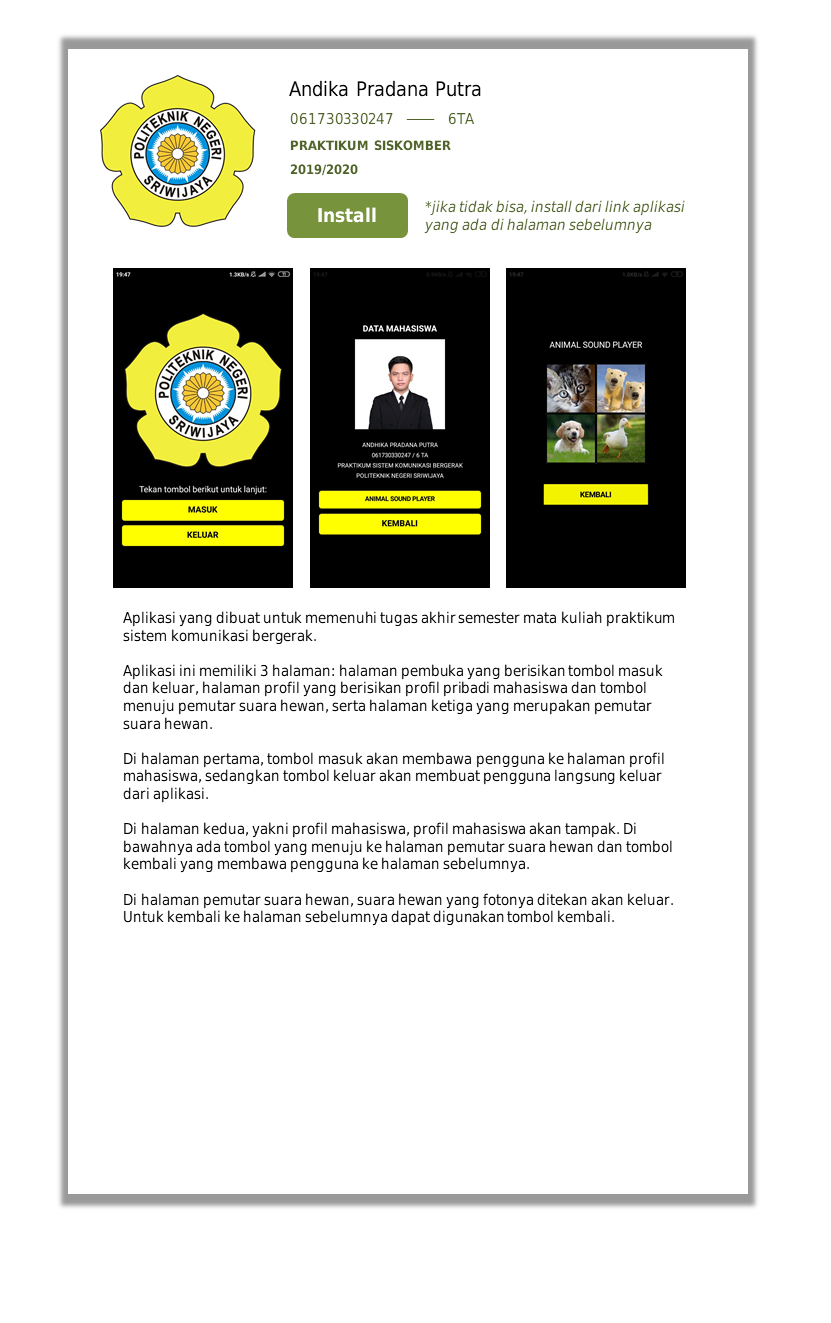 POLITEKNIK NEGERI
SRIWIJAYA
Andika Pradana Putra
061730330247 —— 6TA
PRAKTIKUM SISKOMBER
2019/2020
Install
*jika tidak bisa, install dari link aplikasi
yang ada di halaman sebelumnya
19:47
1.3KB/s
POLITEKNIK NEGERI
SRIWIJAYA
Tekan tombol berikut untuk lanjut:
MASUK
KELUAR
19:47
DATA MAHASISWA
ANDHIKA PRADANA PUTRA
061730330247 / 6 TA
PRAKTIKUM SISTEM KOMUNIKASI BERGERAK
POLITEKNIK NEGERI SRIWIJAYA
ANIMAL SOUND PLAYER
KEMBALI
19:47
ANIMAL SOUND PLAYER
KEMBALI
Aplikasi yang dibuat untuk memenuhi tugas akhir semester mata kuliah praktikum
sistem komunikasi bergerak.
Aplikasi ini memiliki 3 halaman: halaman pembuka yang berisikan tombol masuk
dan keluar, halaman profil yang berisikan profil pribadi mahasiswa dan tombol
menuju pemutar suara hewan, serta halaman ketiga yang merupakan pemutar
suara hewan.
Di halaman pertama, tombol masuk akan membawa pengguna ke halaman profil
mahasiswa, sedangkan tombol keluar akan membuat pengguna langsung keluar
dari aplikasi.
Di halaman kedua, yakni profil mahasiswa, profil mahasiswa akan tampak. Di
bawahnya ada tombol yang menuju ke halaman pemutar suara hewan dan tombol
kembali yang membawa pengguna ke halaman sebelumnya.
Di halaman pemutar suara hewan, suara hewan yang fotonya ditekan akan keluar.
Untuk kembali ke halaman sebelumnya dapat digunakan tombol kembali.